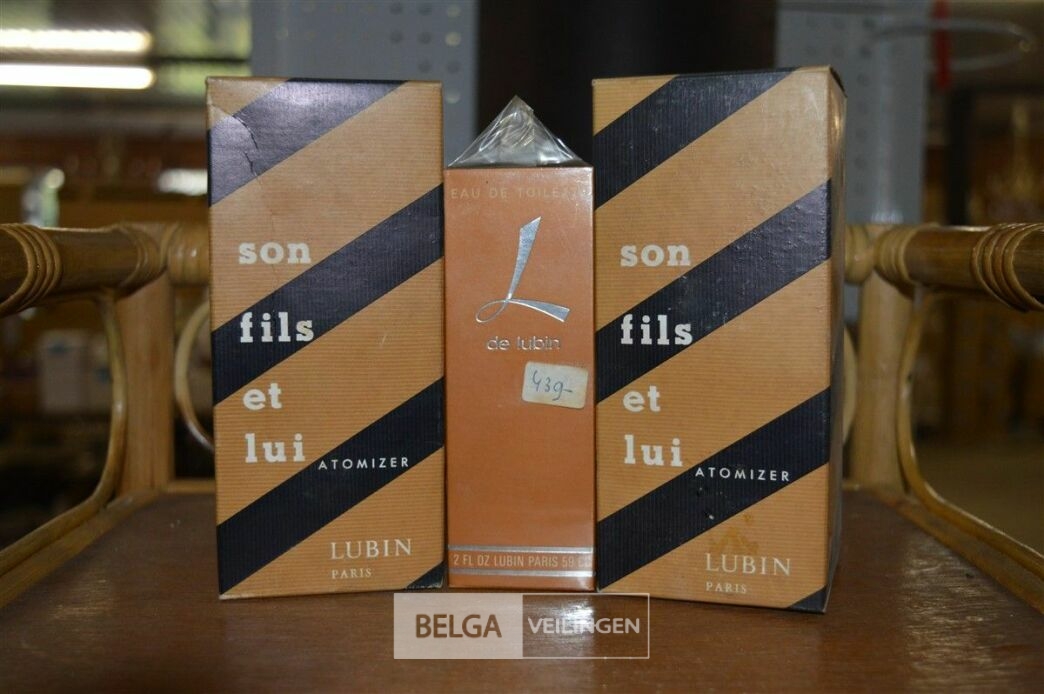 son
fils
et
lui ATOMIZER
LUBIN
PARIS
EAU DE TOILETTE
L
de lubin
439-
2 FL OZ LUBIN PARIS 59
son
fils
et
lui ATOMIZER
LUBIN
PARIS
BELGA VEILINGEN